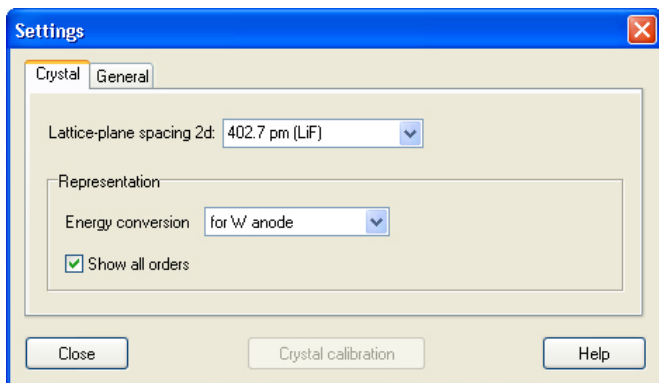 Settings
Crystal General
Lattice-plane spacing 2d: 402.7 pm (LiF)
Representation
Energy conversion for W anode
Show all orders
Close Crystal calibration Help